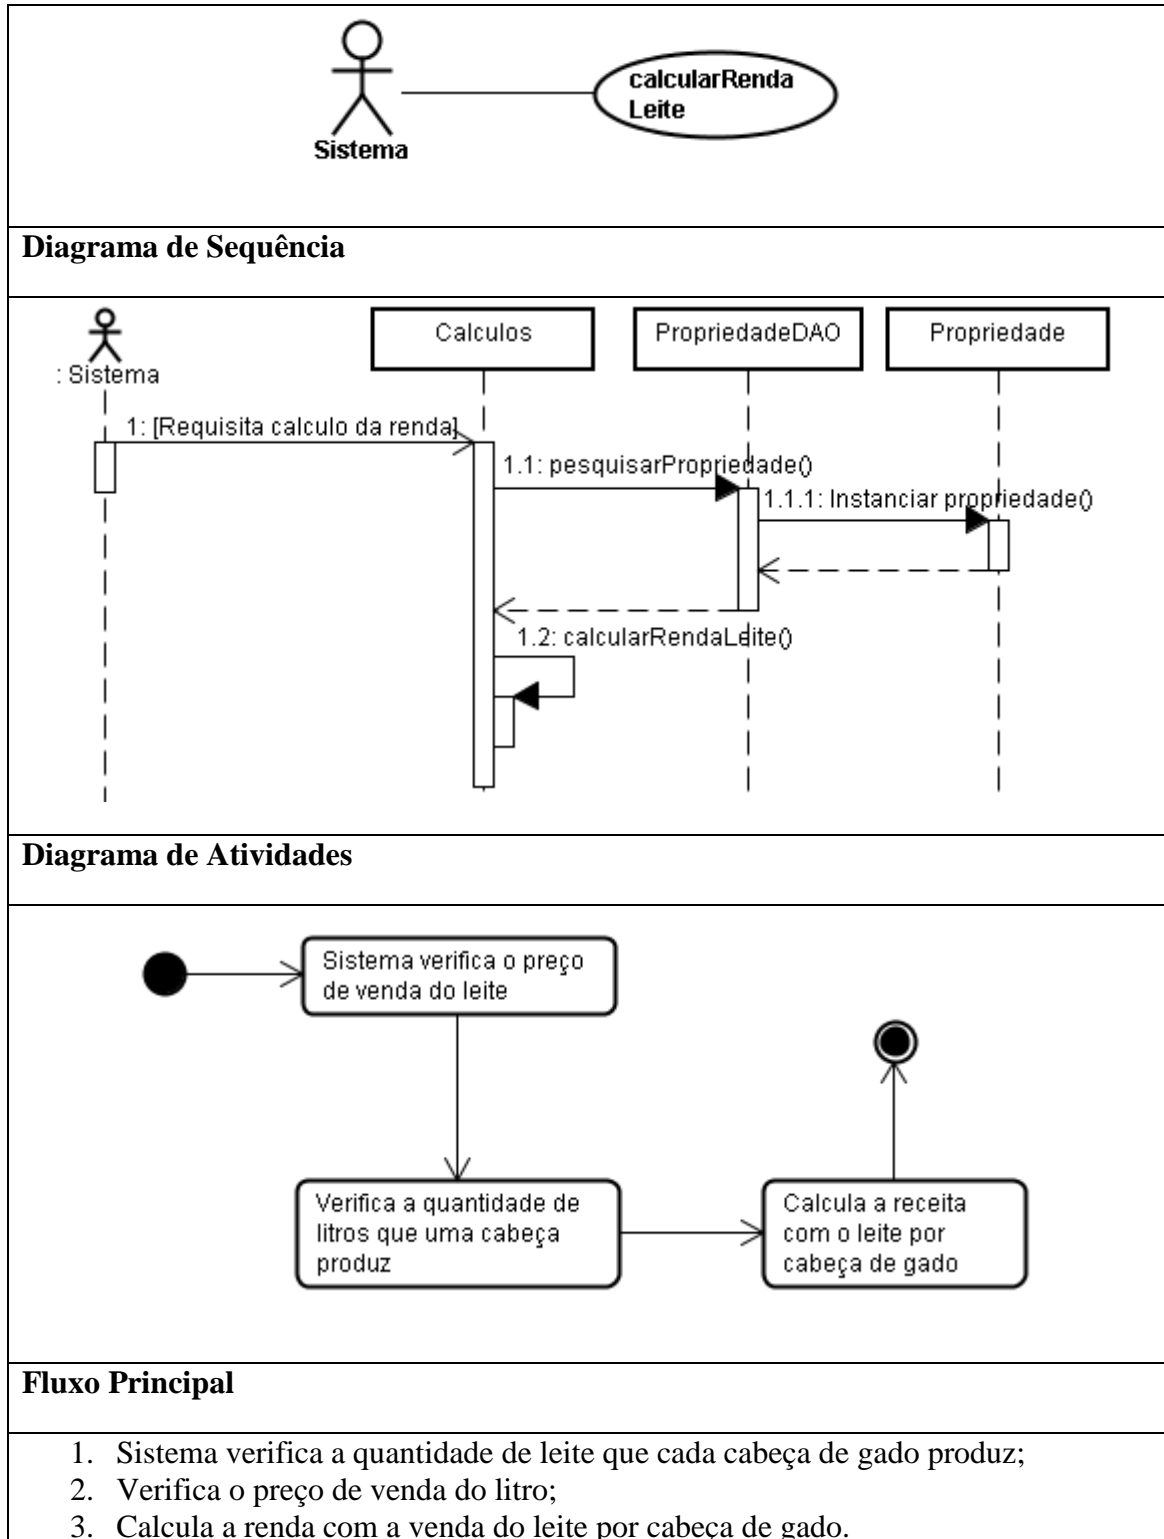 calcularRenda
Leite
Sistema
Diagrama de Sequência
Calculos
PropriedadeDAO
Propriedade
: Sistema
1: [Requisita calculo da renda]
1.1: pesquisarPropriedade()
1.1.1: Instanciar propriedade()
1.2: calcularRendaLeite()
Diagrama de Atividades
Sistema verifica o preço
de venda do leite
Verifica a quantidade de
litros que uma cabeça
produz
Calcula a receita
com o leite por
cabeça de gado
Fluxo Principal
1. Sistema verifica a quantidade de leite que cada cabeça de gado produz;
2. Verifica o preço de venda do litro;
3. Calcula a renda com a venda do leite por cabeça de gado.